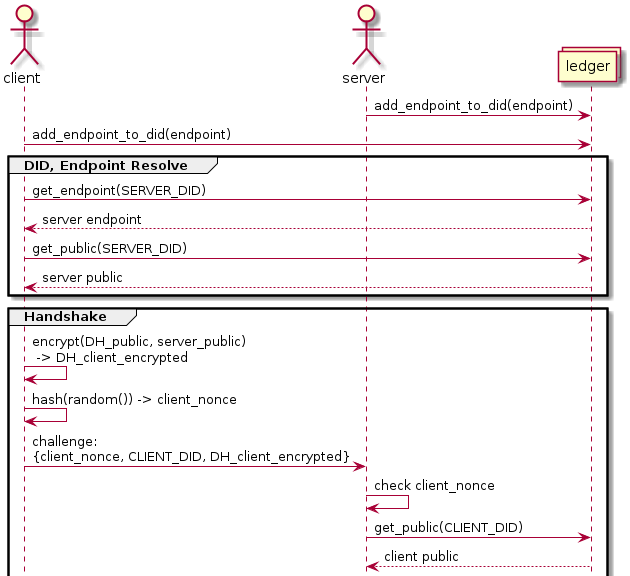 client
server
ledger
add_endpoint_to_did(endpoint)
add_endpoint_to_did(endpoint)
DID, Endpoint Resolve
get_endpoint(SERVER_DID)
server endpoint
get_public(SERVER_DID)
server public
Handshake
encrypt(DH_public, server_public)
-> DH_client_encrypted
hash(random()) -> client_nonce
challenge:
{client_nonce, CLIENT_DID, DH_client_encrypted}
check client_nonce
get_public(CLIENT_DID)
client public